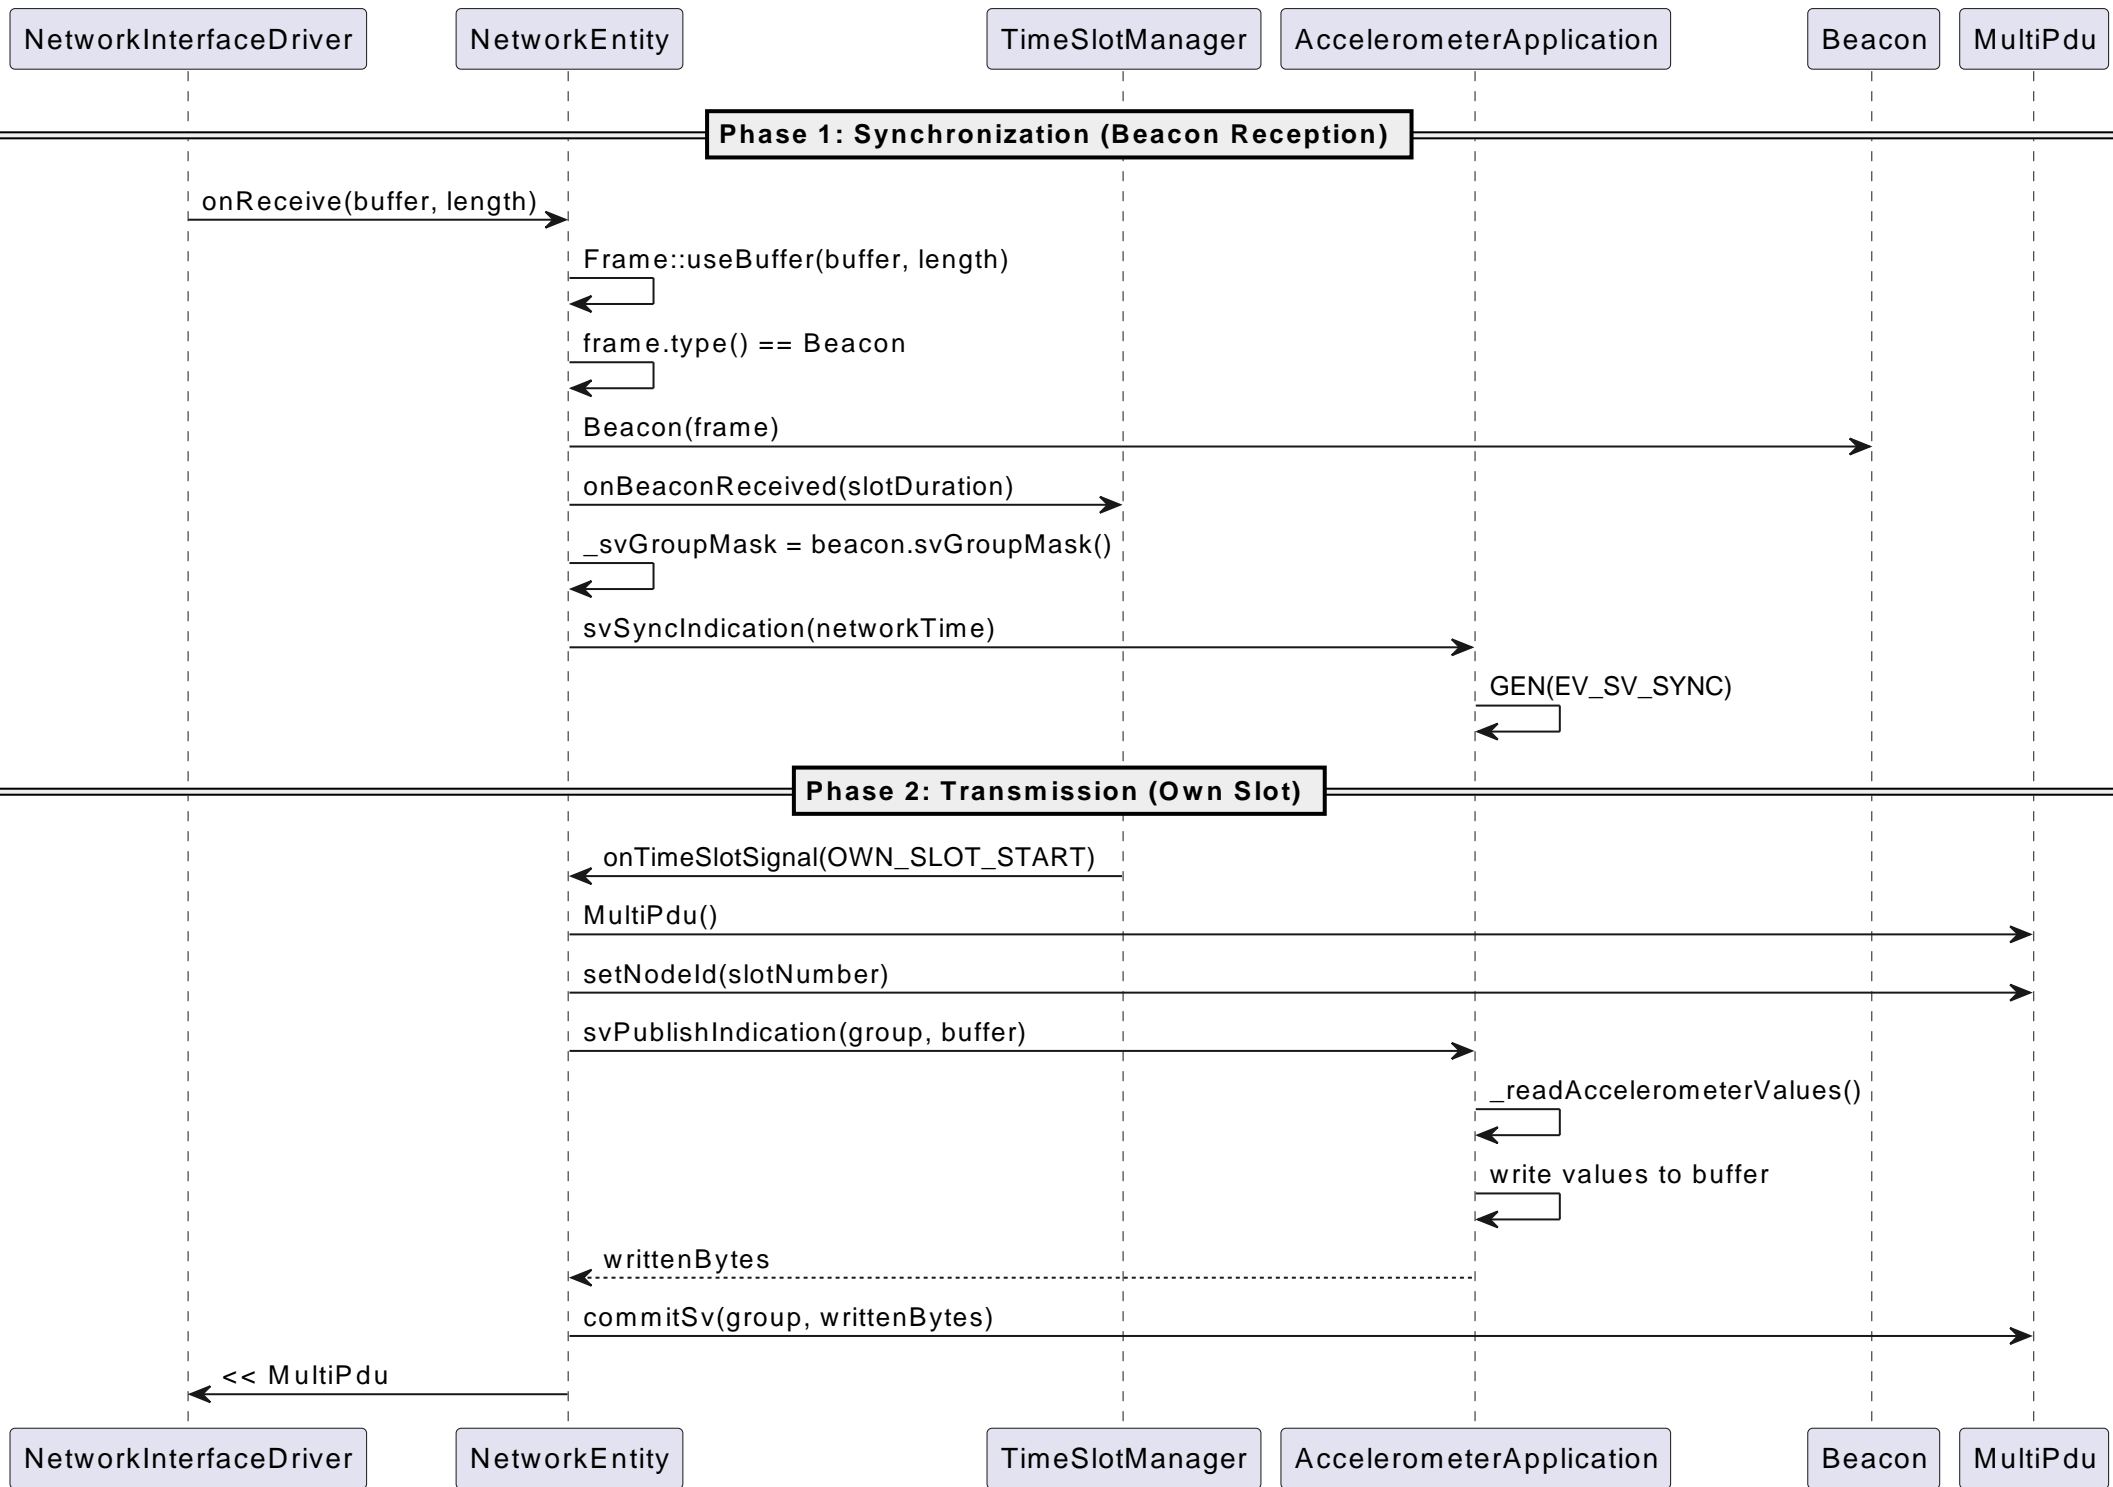 NetworkInterfaceDriver NetworkEntity TimeSlotManager AccelerometerApplication Beacon MultiPdu
Phase 1: Synchronization (Beacon Reception)
onReceive(buffer, length)
Frame::useBuffer(buffer, length)
frame.type() == Beacon
Beacon(frame)
onBeaconReceived(slotDuration)
_svGroupMask = beacon.svGroupMask()
svSyncIndication(networkTime)
GEN(EV_SV_SYNC)
Phase 2: Transmission (Own Slot)
onTimeSlotSignal(OWN_SLOT_START)
MultiPdu()
setNodeId(slotNumber)
svPublishIndication(group, buffer)
_readAccelerometerValues()
write values to buffer
writtenBytes
commitSv(group, writtenBytes)
<< MultiPdu
NetworkInterfaceDriver NetworkEntity TimeSlotManager AccelerometerApplication Beacon MultiPdu